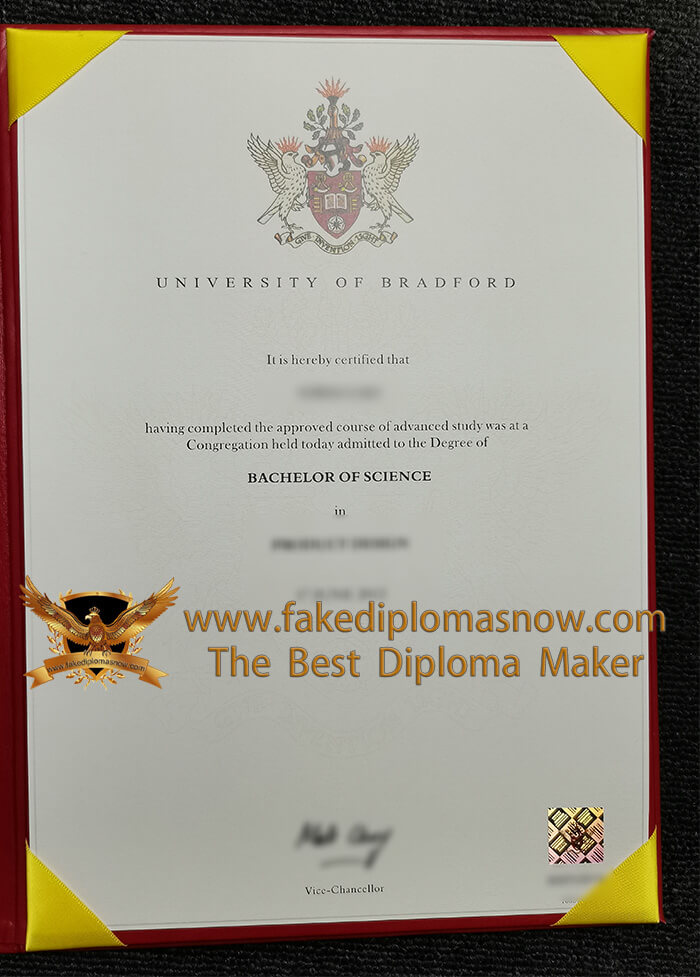 GIVE INVENTION LIGHT
UNIVERSITY OF BRADFORD
It is hereby certified that
having completed the approved course of advanced study was at a
Congregation held today admitted to the Degree of
BACHELOR OF SCIENCE
in
www.fakediplomasnow.com
www.fakediplomasnow.com
The Best Diploma Maker
Vice-Chancellor